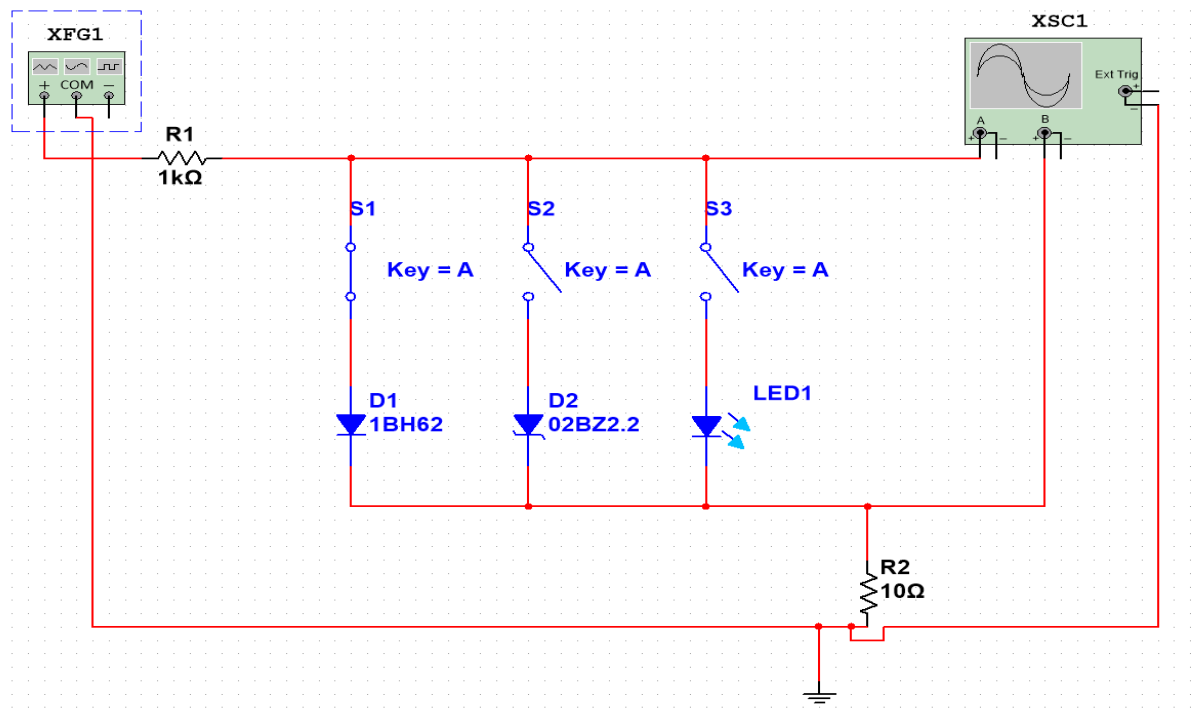 XFG1
XSC1
+ COM −
Ext Trig
+
−
A
B
+ −
+ −
R1
1kΩ
S1
S2
S3
Key = A
Key = A
Key = A
D1
1BH62
D2
02BZ2.2
LED1
R2
10Ω